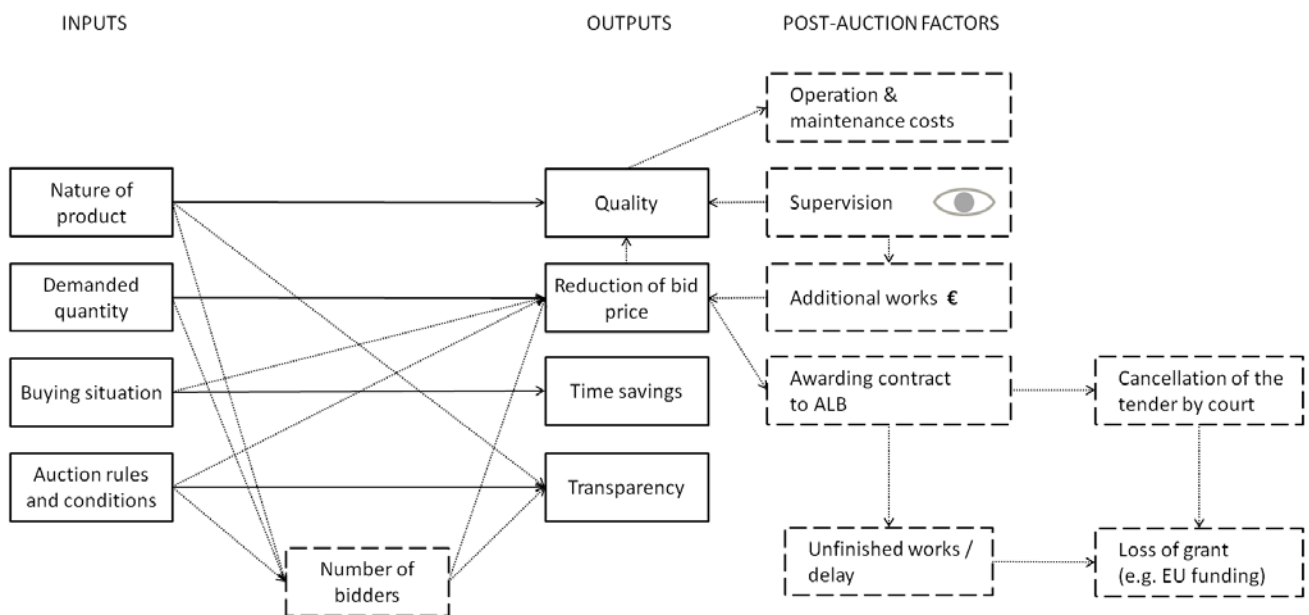 INPUTS
OUTPUTS
POST-AUCTION FACTORS
Operation &
maintenance costs
Nature of
product
Quality
Supervision
Demanded
quantity
Reduction of bid
price
Additional works €
Buying situation
Time savings
Awarding contract
to ALB
Cancellation of the
tender by court
Auction rules
and conditions
Transparency
Number of
bidders
Unfinished works /
delay
Loss of grant
(e.g. EU funding)